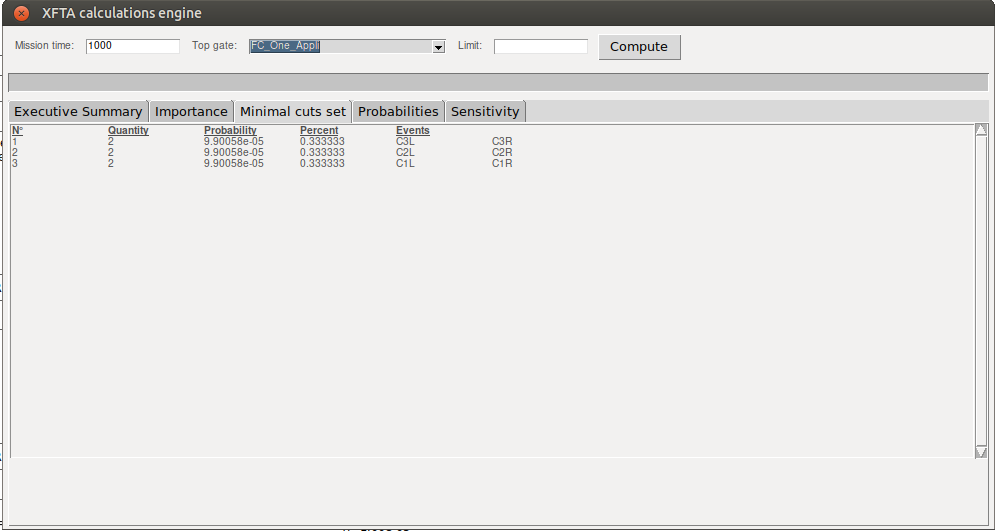 XFTA calculations engine
Mission time: 1000 Top gate: FC_One_Appli Limit: Compute
Executive Summary Importance Minimal cuts set Probabilities Sensitivity
N° Quantity Probability Percent Events
1 2 9.90058e-05 0.333333 C3L C3R
2 2 9.90058e-05 0.333333 C2L C2R
3 2 9.90058e-05 0.333333 C1L C1R